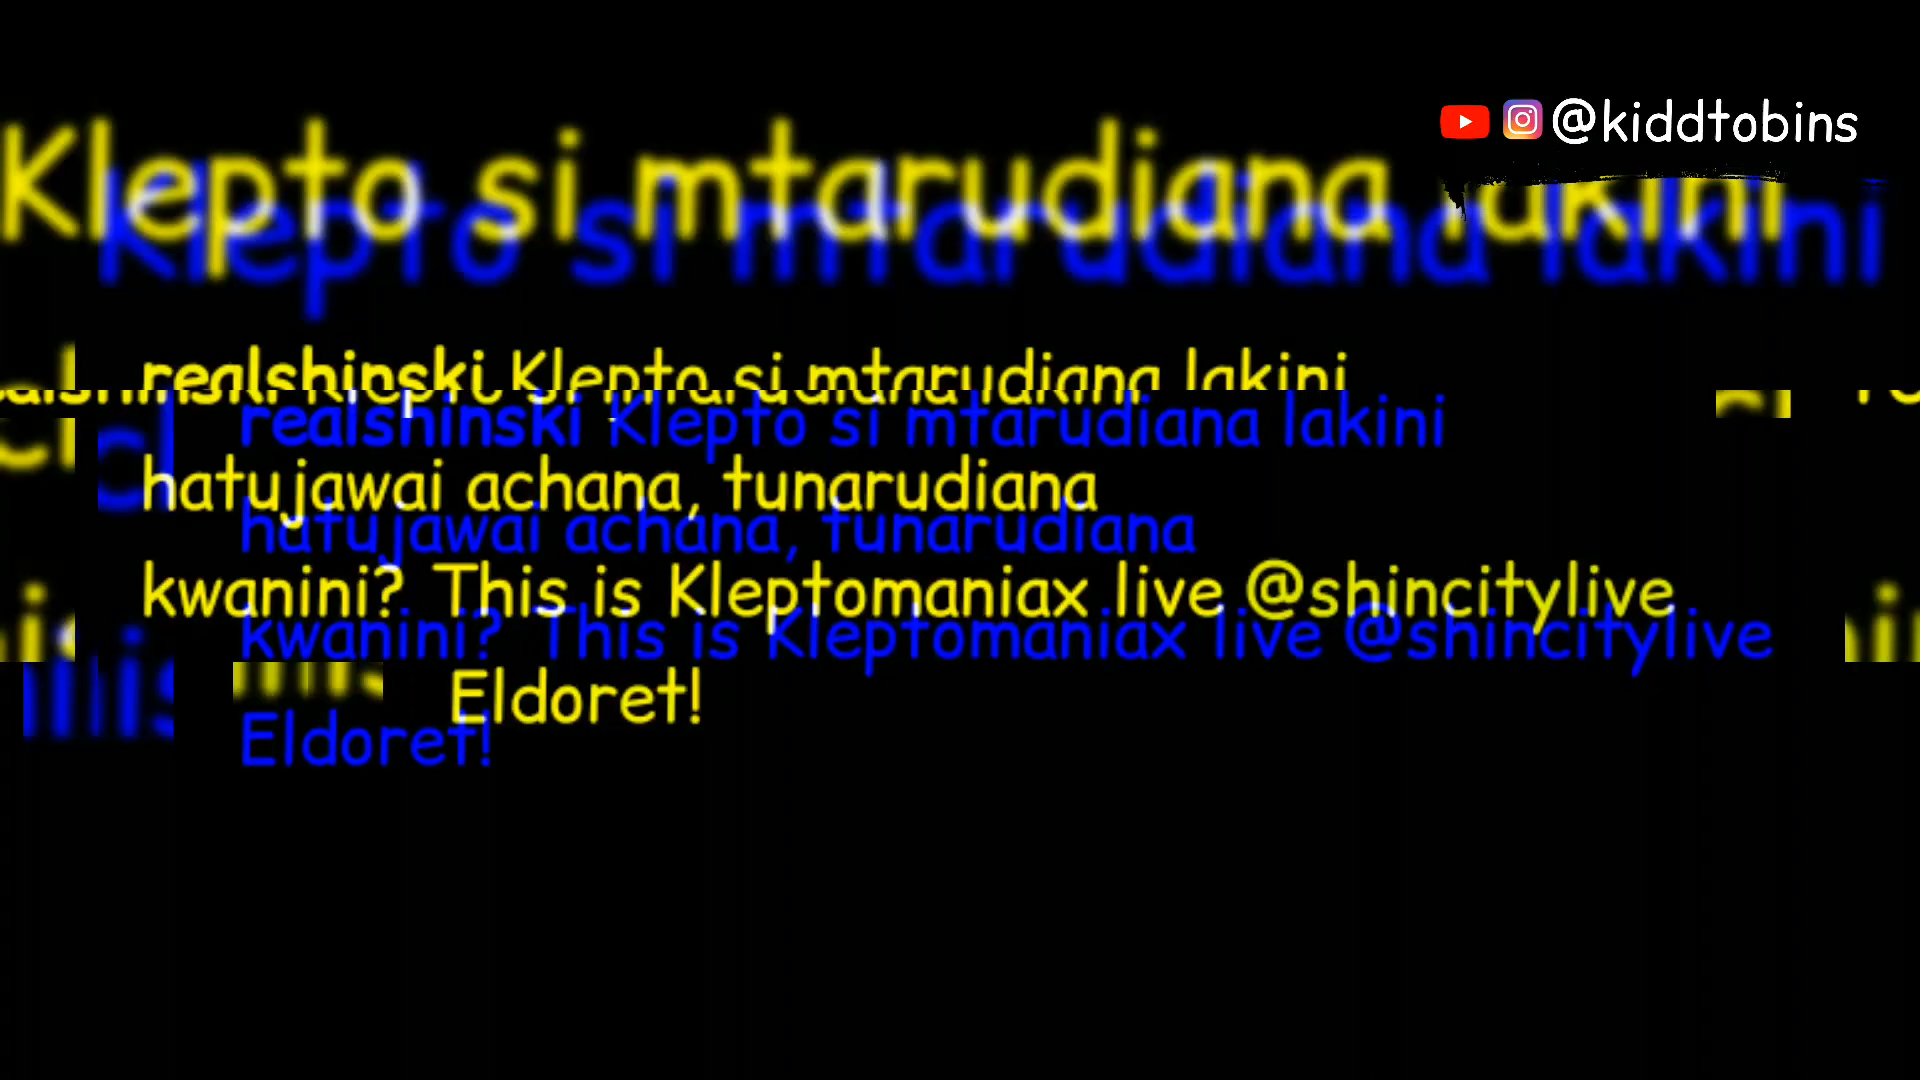 @kiddtobins
Klepto si mtarudiana lakini
realshinski Klepto si mtarudiana lakini
hatujawai achana, tunarudiana
kwanini? This is Kleptomaniax live @shincitylive
Eldoret!